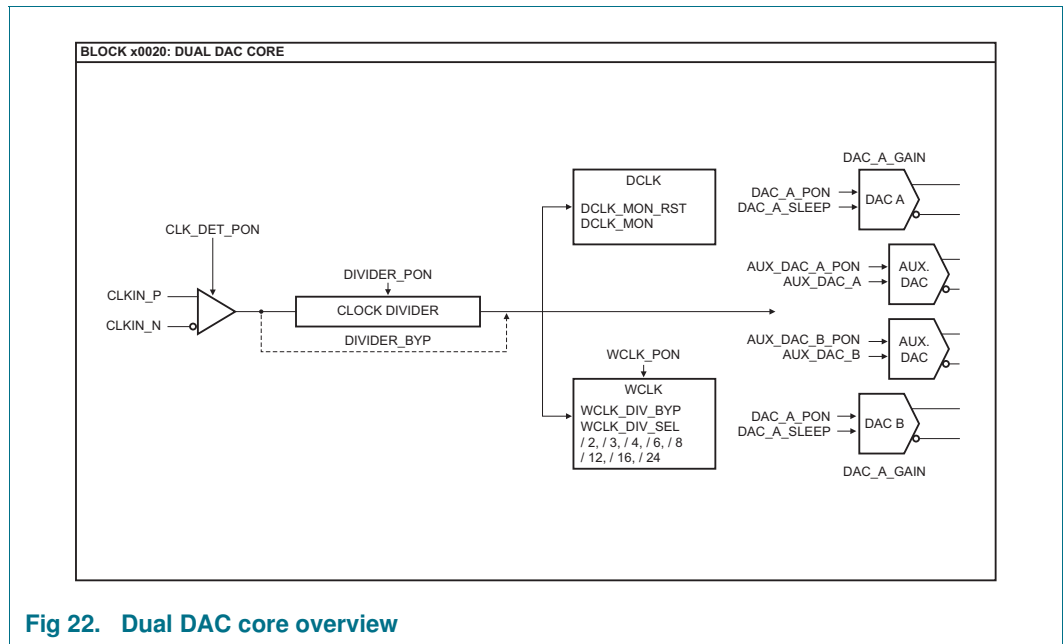 BLOCK x0020: DUAL DAC CORE
CLK_DET_PON
CLKIN_P
CLKIN_N
DIVIDER_PON
CLOCK DIVIDER
DIVIDER_BYP
DCLK
DCLK_MON_RST
DCLK_MON
WCLK_PON
WCLK
WCLK_DIV_BYP
WCLK_DIV_SEL
/ 2, / 3, / 4, / 6, / 8
/ 12, / 16, / 24
DAC_A_GAIN
DAC_A_PON
DAC_A_SLEEP
DAC A
AUX_DAC_A_PON
AUX_DAC_A
AUX.
DAC
AUX_DAC_B_PON
AUX_DAC_B
AUX.
DAC
DAC_A_PON
DAC_A_SLEEP
DAC B
DAC_A_GAIN
Fig 22. Dual DAC core overview